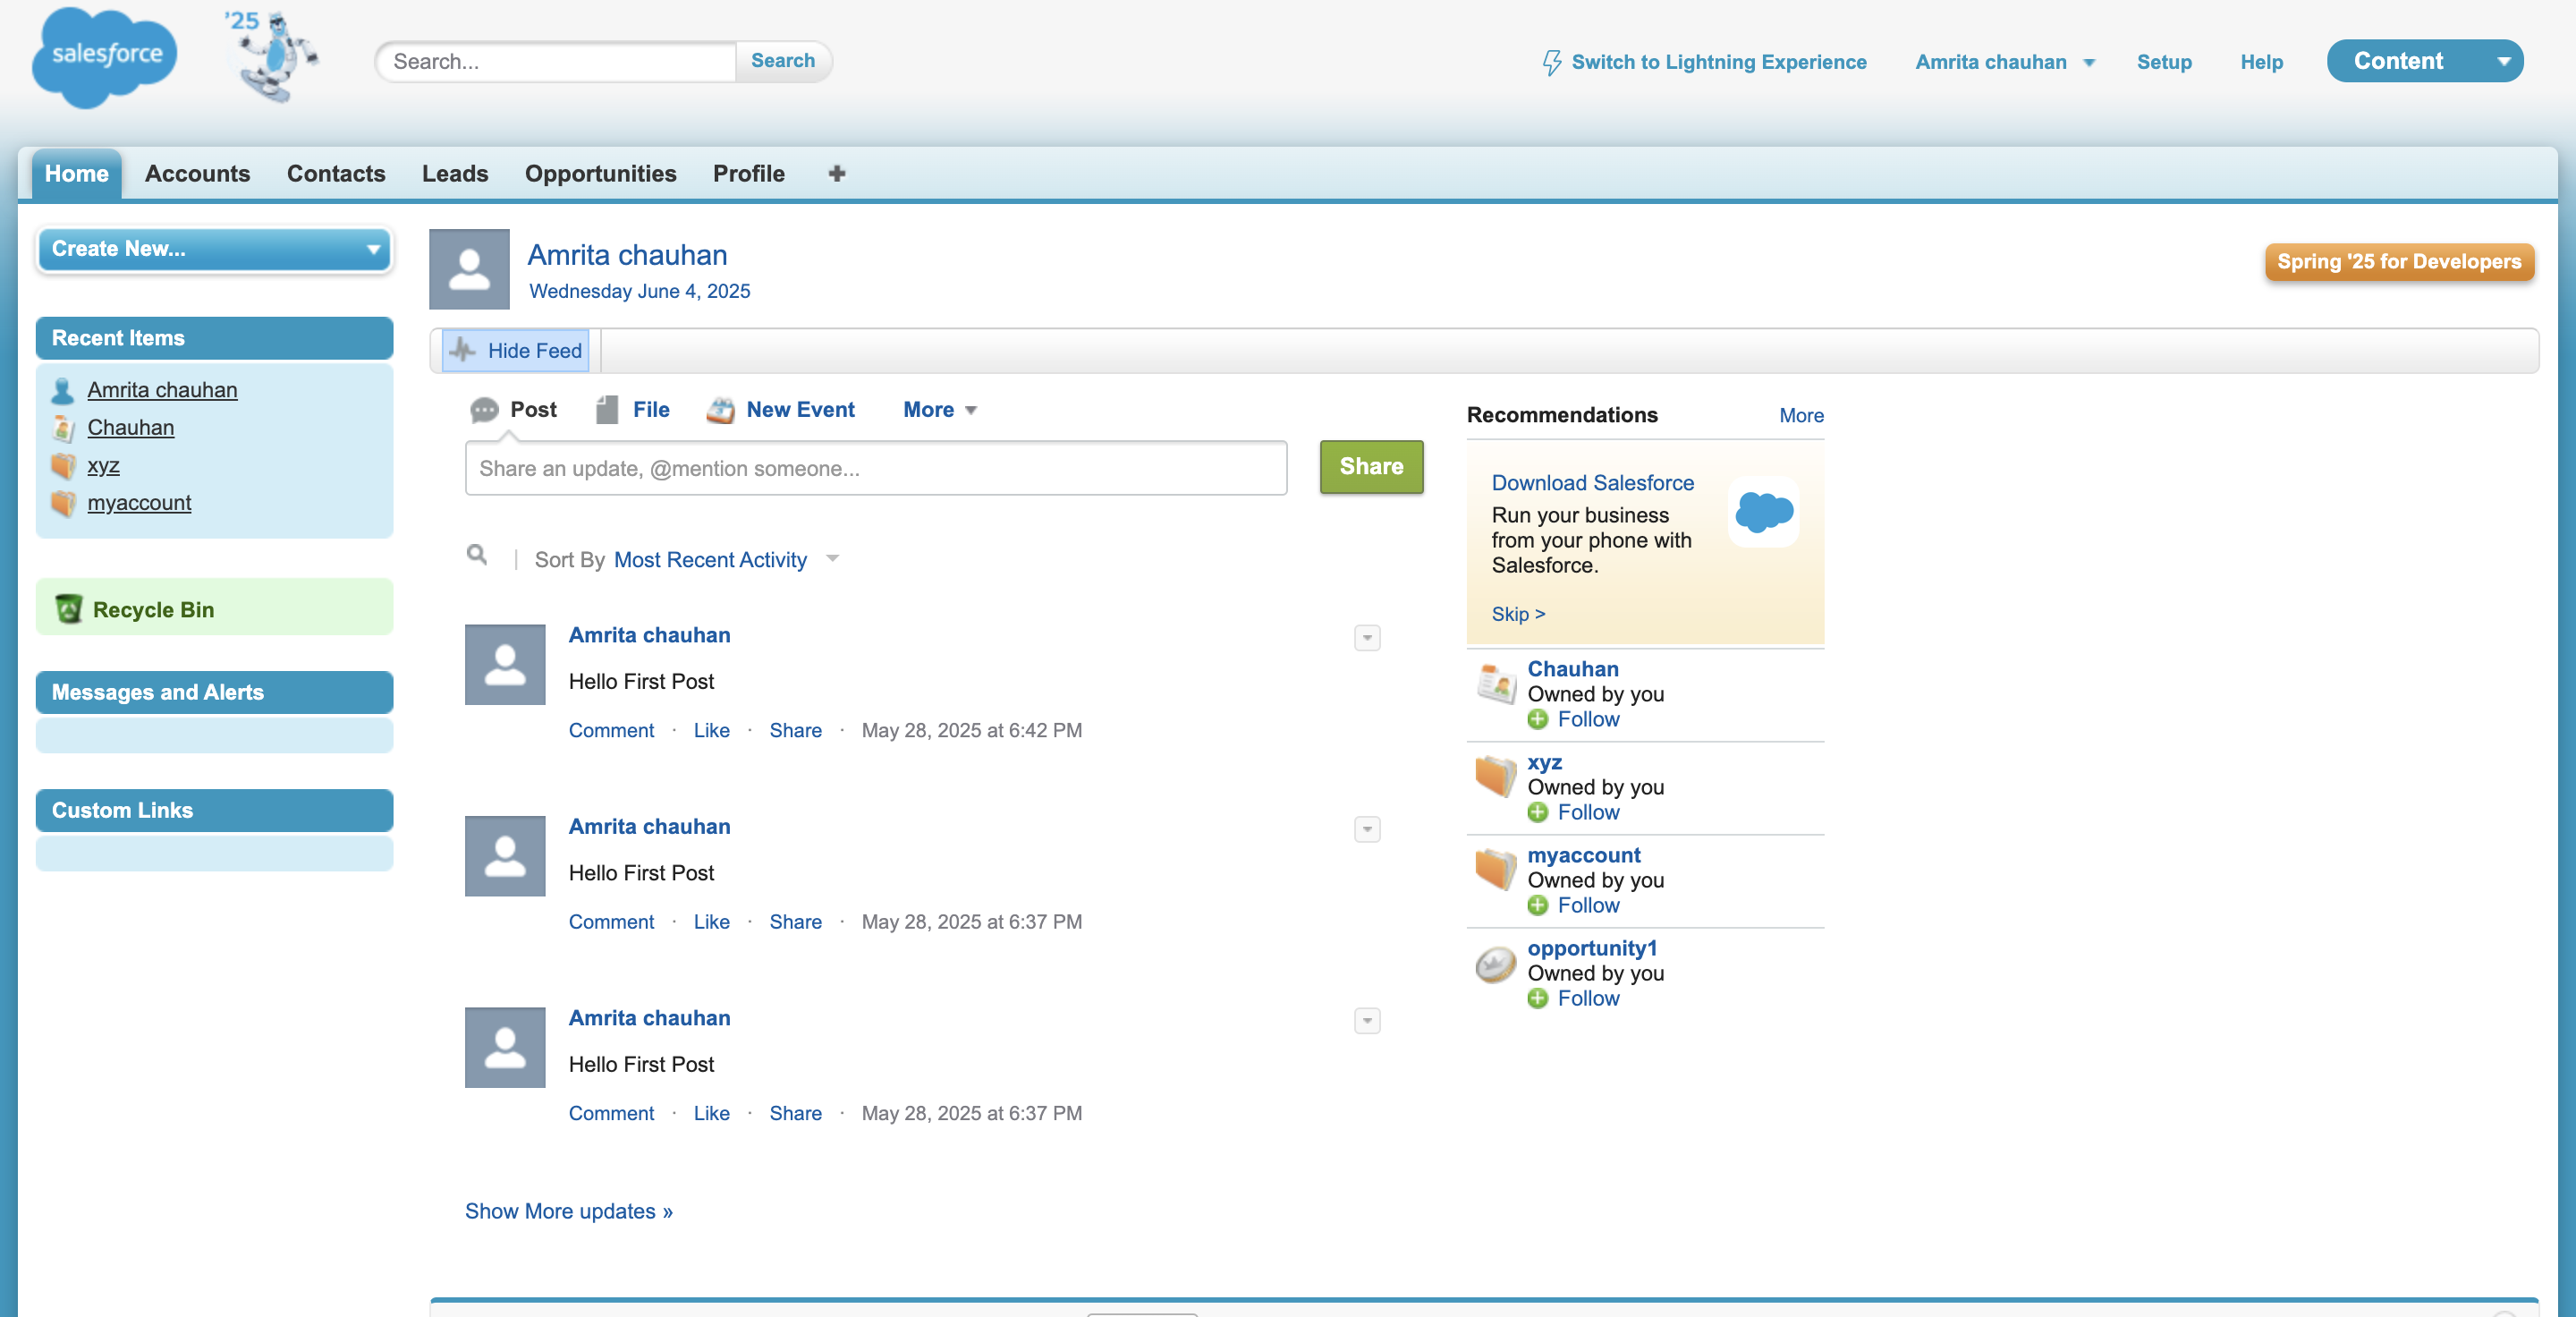 salesforce
'25
Search...
Search
Switch to Lightning Experience
Amrita chauhan
Setup
Help
Content
Home
Accounts
Contacts
Leads
Opportunities
Profile
Create New...
Recent Items
Amrita chauhan
Chauhan
xyz
myaccount
Recycle Bin
Messages and Alerts
Custom Links
Amrita chauhan
Wednesday June 4, 2025
Spring '25 for Developers
Hide Feed
Post
File
New Event
More
Share an update, @mention someone...
Share
Sort By Most Recent Activity
Amrita chauhan
Hello First Post
Comment · Like · Share · May 28, 2025 at 6:42 PM
Amrita chauhan
Hello First Post
Comment · Like · Share · May 28, 2025 at 6:37 PM
Amrita chauhan
Hello First Post
Comment · Like · Share · May 28, 2025 at 6:37 PM
Show More updates »
Recommendations
More
Download Salesforce
Run your business
from your phone with
Salesforce.
Skip >
Chauhan
Owned by you
Follow
xyz
Owned by you
Follow
myaccount
Owned by you
Follow
opportunity1
Owned by you
Follow